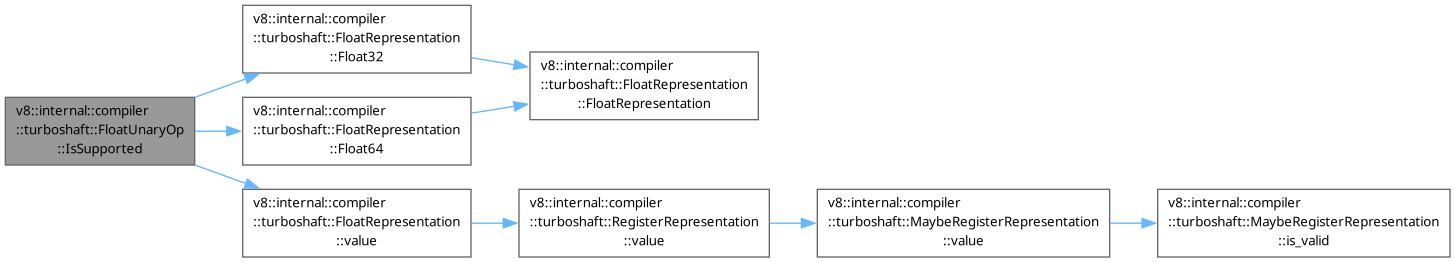 v8::internal::compiler
::turboshaft::FloatUnaryOp
::IsSupported
v8::internal::compiler
::turboshaft::FloatRepresentation
::Float32
v8::internal::compiler
::turboshaft::FloatRepresentation
::FloatRepresentation
v8::internal::compiler
::turboshaft::FloatRepresentation
::Float64
v8::internal::compiler
::turboshaft::FloatRepresentation
::value
v8::internal::compiler
::turboshaft::RegisterRepresentation
::value
v8::internal::compiler
::turboshaft::MaybeRegisterRepresentation
::value
v8::internal::compiler
::turboshaft::MaybeRegisterRepresentation
::is_valid